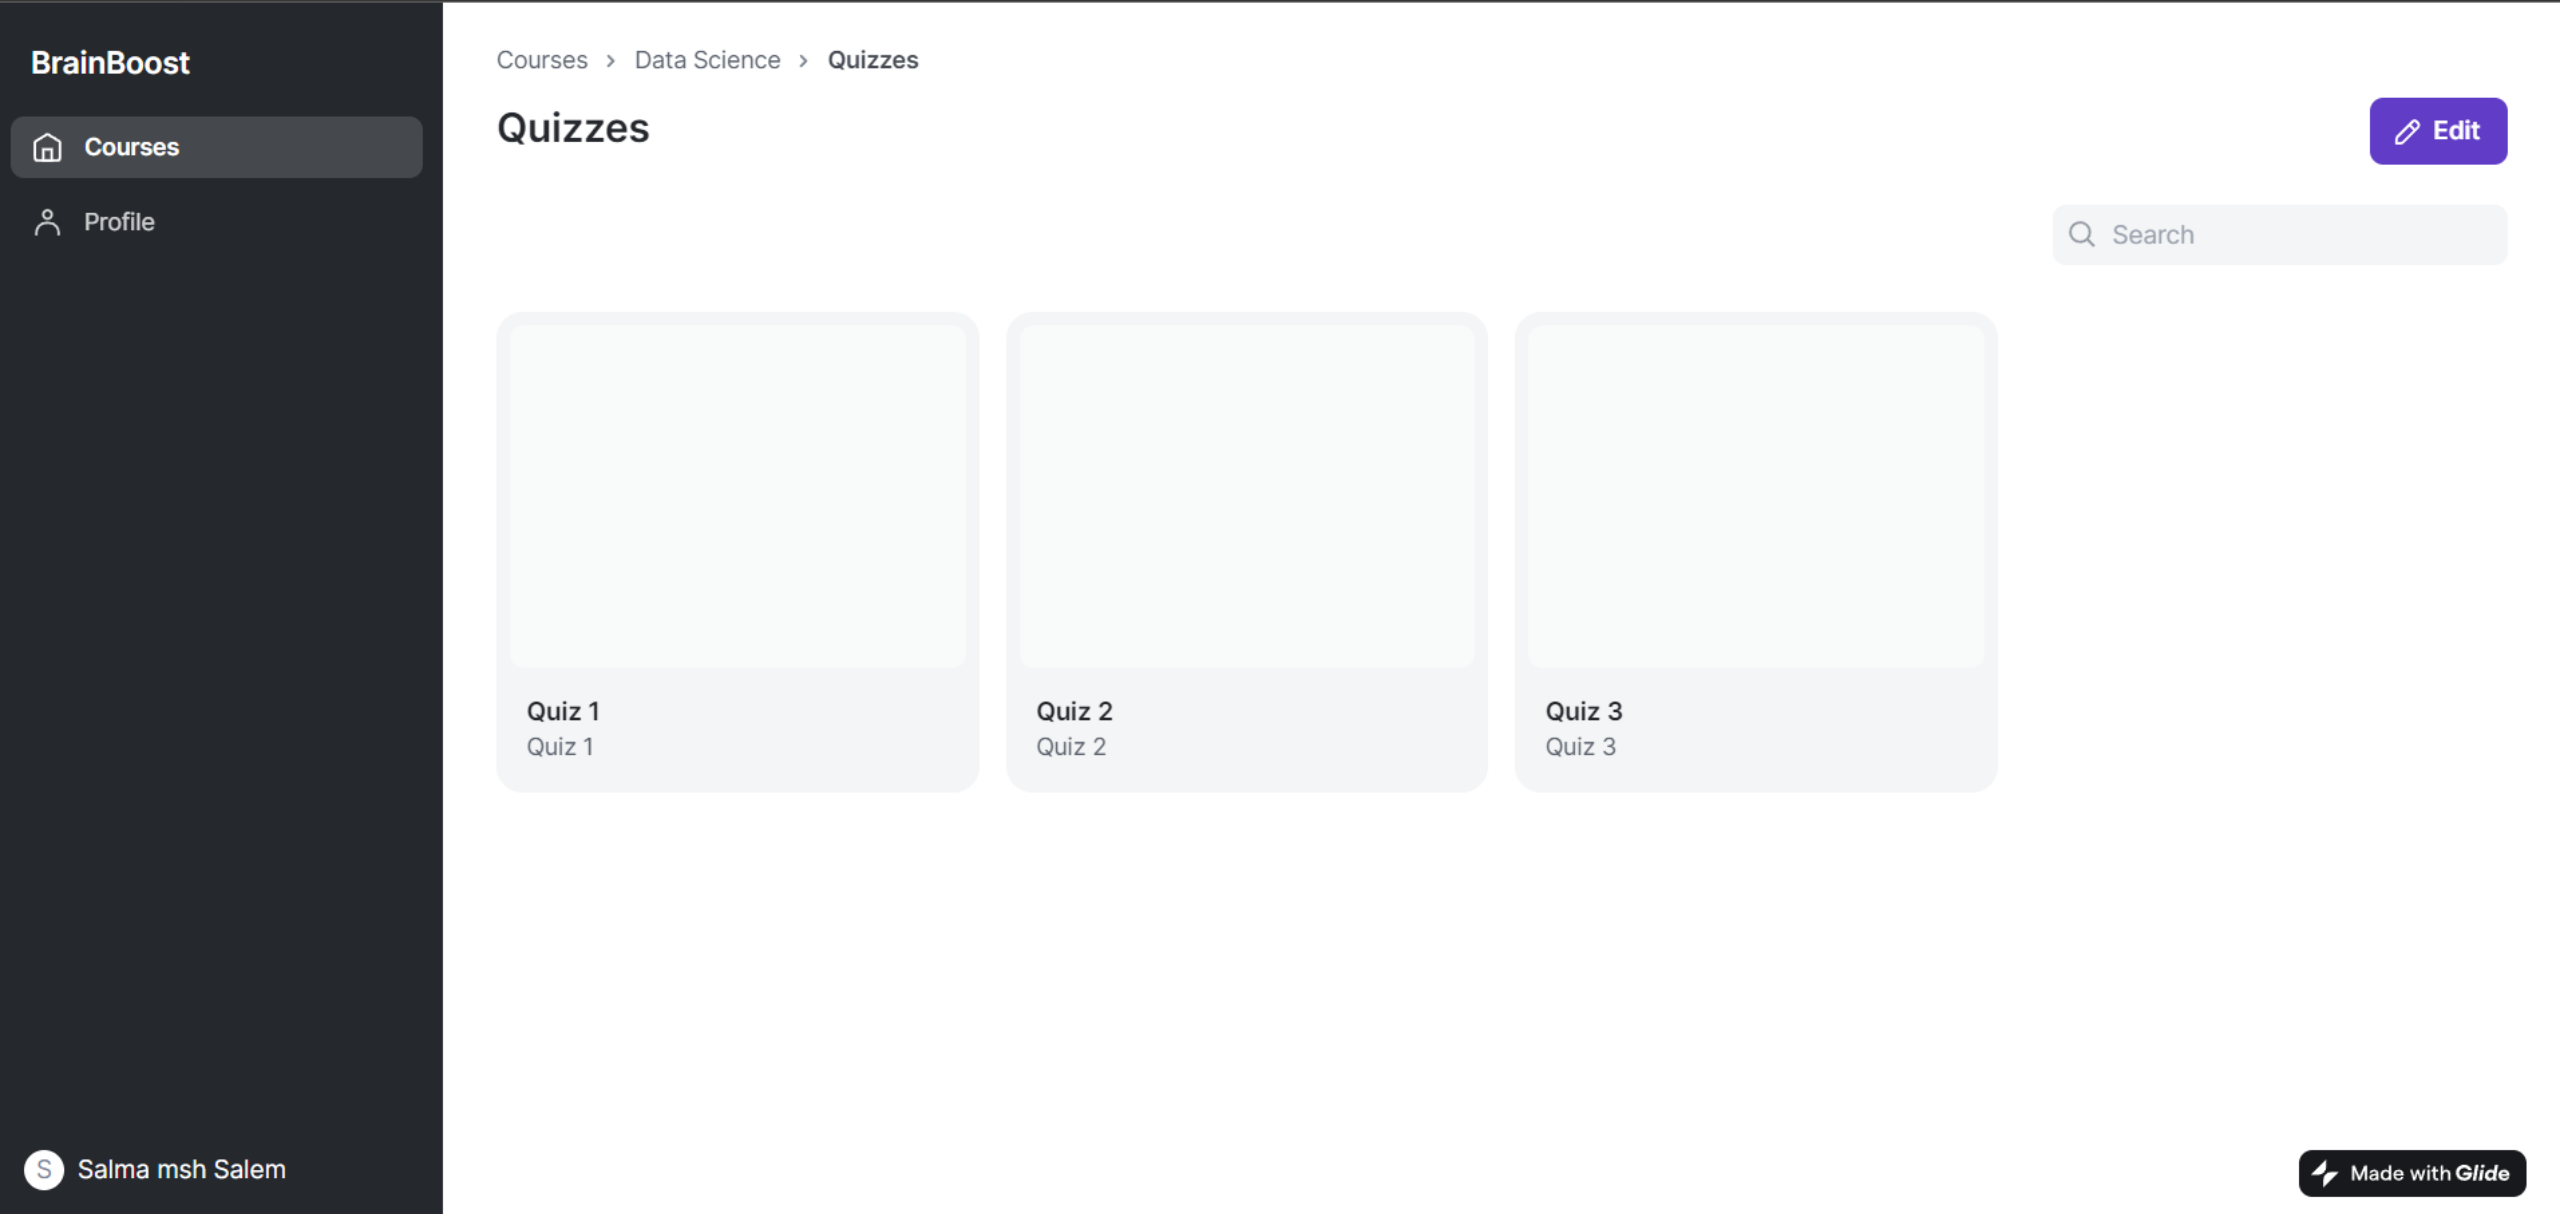 BrainBoost
Courses
Profile
Salma msh Salem
Courses > Data Science > Quizzes
Quizzes
Edit
Search
Quiz 1
Quiz 1
Quiz 2
Quiz 2
Quiz 3
Quiz 3
S
Made with Glide